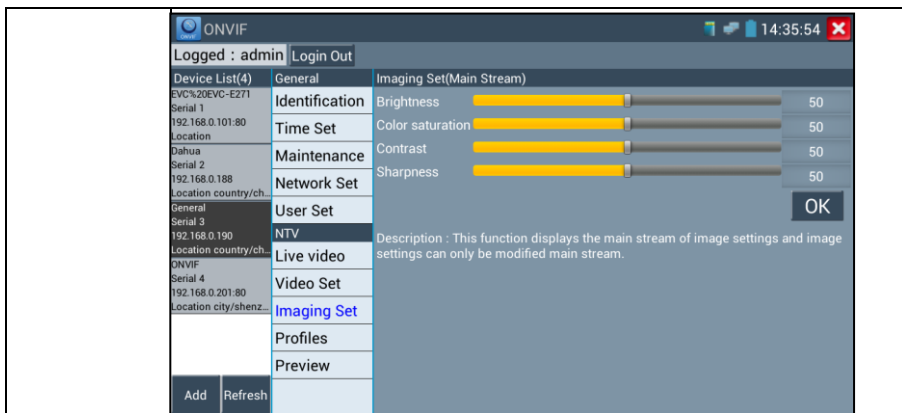 ONVIF
14:35:54
Logged : admin
Login Out
Device List(4)
EVC%20EVC-E271
Serial 1
192.168.0.101:80
Location
Dahua
Serial 2
192.168.0.188
Location country/ch...
General
Serial 3
192.168.0.190
Location country/ch...
ONVIF
Serial 4
192.168.0.201:80
Location city/shenz...
Add
Refresh
General
Identification
Time Set
Maintenance
Network Set
User Set
NTV
Live video
Video Set
Imaging Set
Profiles
Preview
Imaging Set(Main Stream)
Brightness 50
Color saturation 50
Contrast 50
Sharpness 50
OK
Description : This function displays the main stream of image settings and image
settings can only be modified main stream.